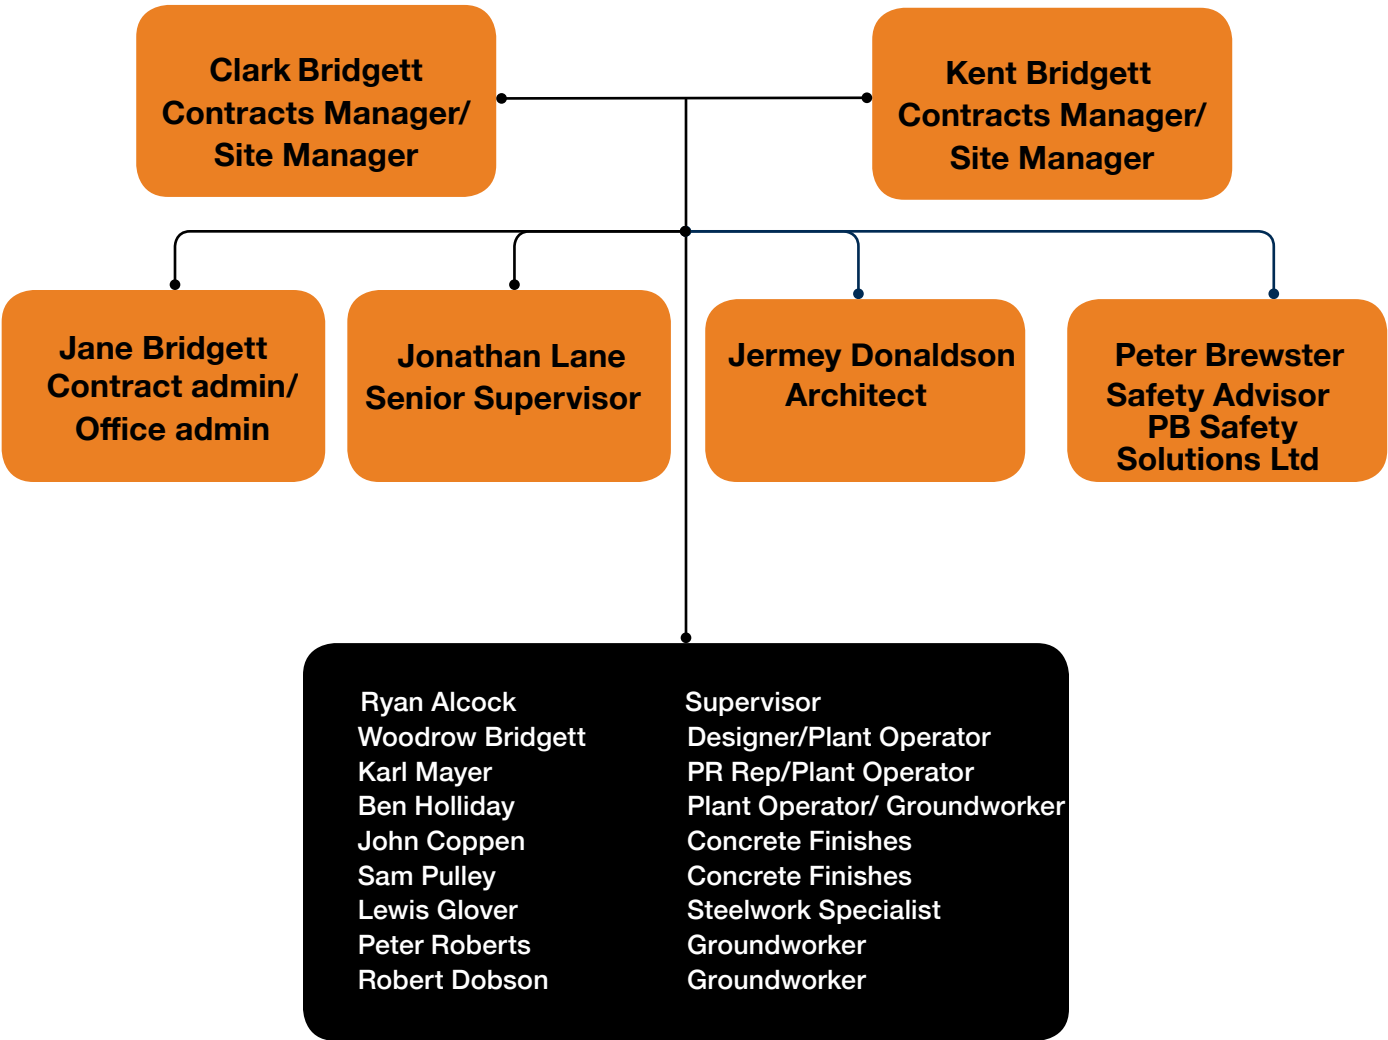 Clark Bridgett
Contracts Manager/
Site Manager
Kent Bridgett
Contracts Manager/
Site Manager
Jane Bridgett
Contract admin/
Office admin
Jonathan Lane
Senior Supervisor
Jermey Donaldson
Architect
Peter Brewster
Safety Advisor
PB Safety
Solutions Ltd
Ryan Alcock Supervisor
Woodrow Bridgett Designer/Plant Operator
Karl Mayer PR Rep/Plant Operator
Ben Holliday Plant Operator/ Groundworker
John Coppen Concrete Finishes
Sam Pulley Concrete Finishes
Lewis Glover Steelwork Specialist
Peter Roberts Groundworker
Robert Dobson Groundworker